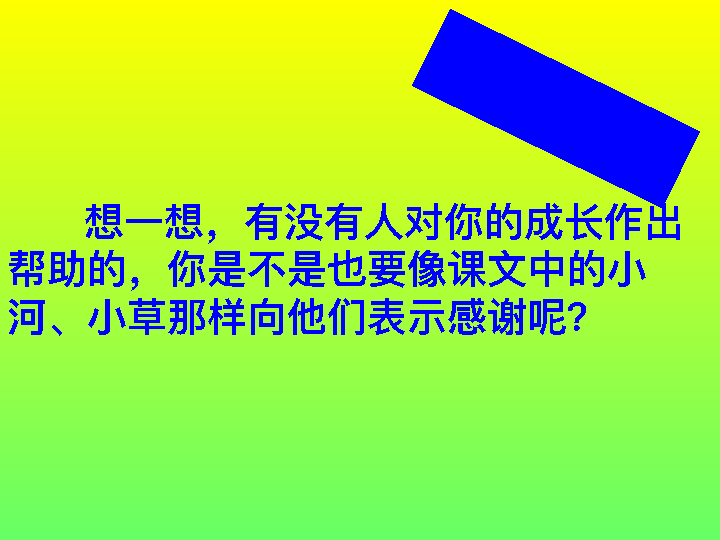 想一想，有没有人对你的成长作出
帮助的，你是不是也要像课文中的小
河、小草那样向他们表示感谢呢?